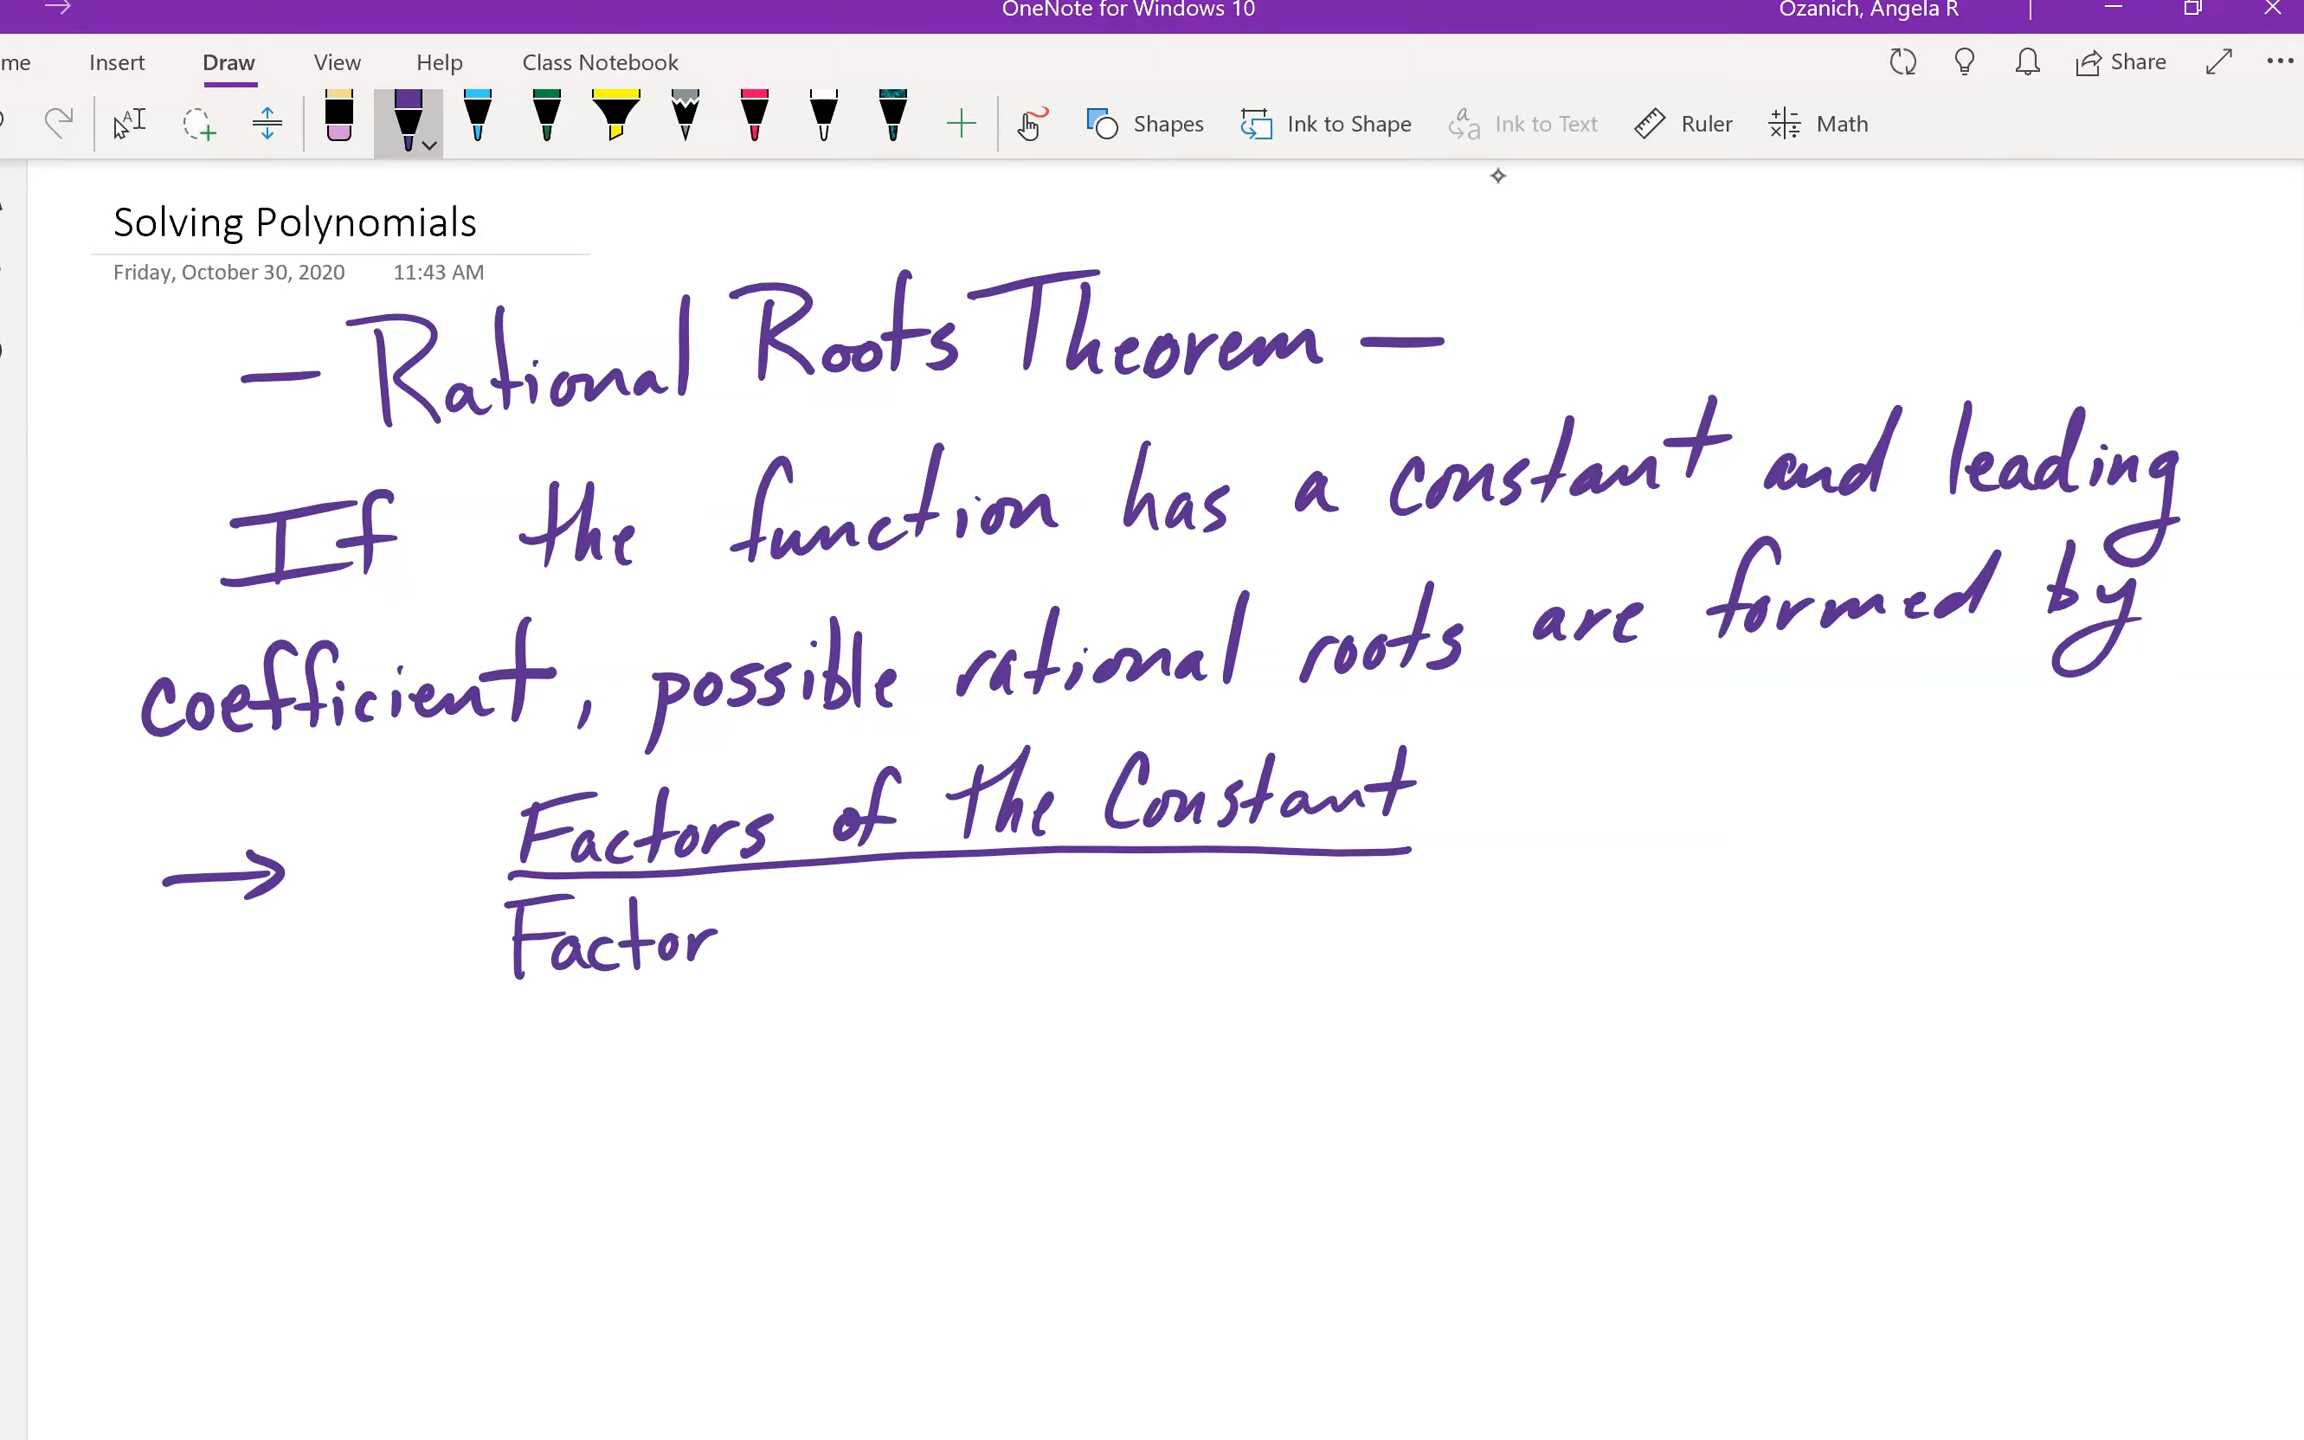 OneNote for Windows 10
Ozanich, Angela R
me Insert Draw View Help Class Notebook Share
Shapes Ink to Shape Ink to Text Ruler Math
Solving Polynomials
Friday, October 30, 2020 11:43 AM
— Rational Roots Theorem —
If the function has a constant and leading
coefficient, possible rational roots are formed by
→ Factors of the Constant
Factor